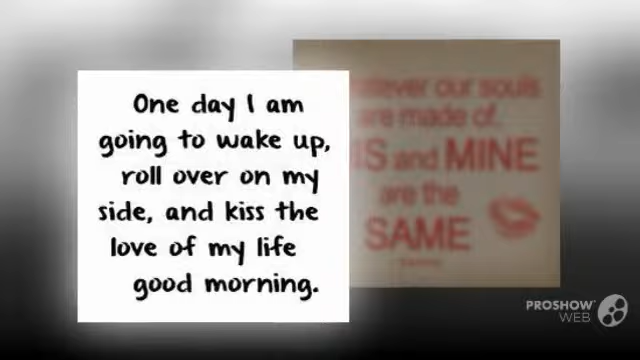 One day I am
going to wake up,
roll over on my
side, and kiss the
love of my life
good morning.
our souls
are made of.
and MINE
are the
SAME
PROSHOW
WEB